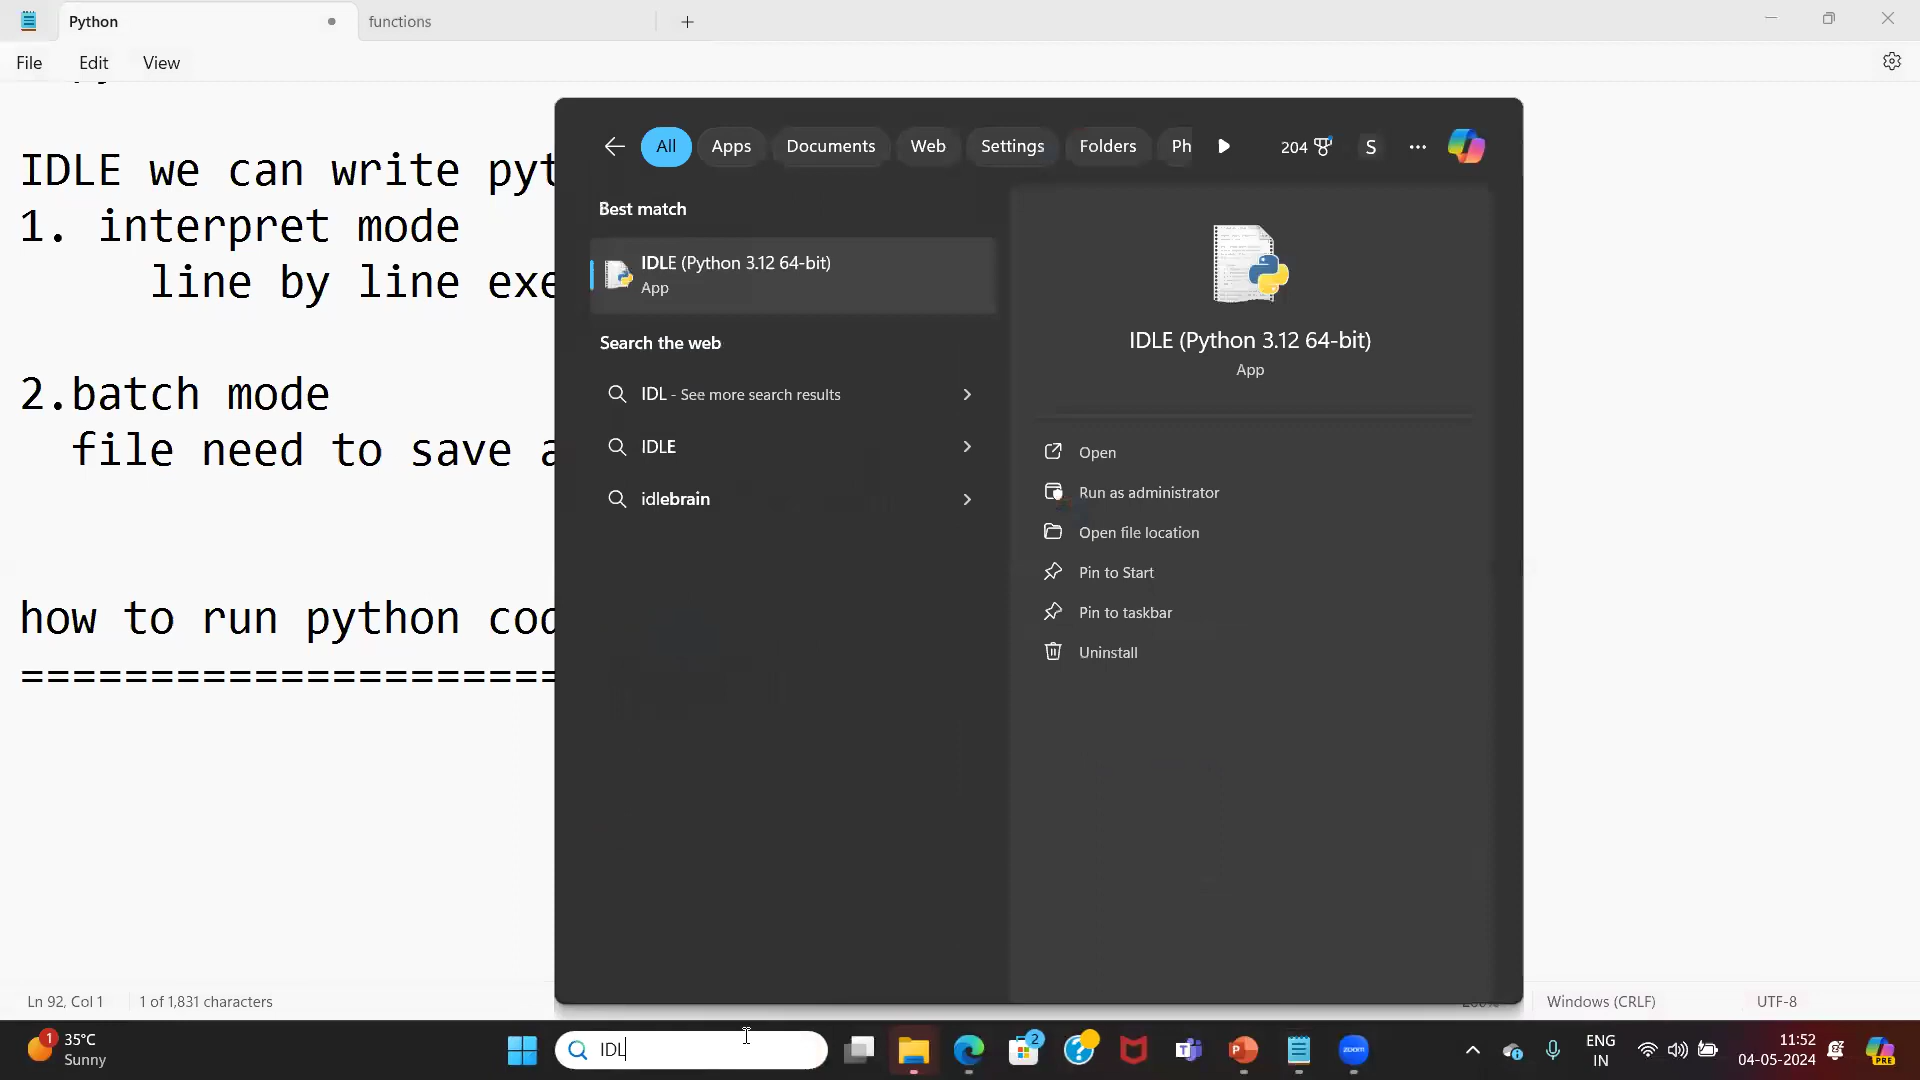 Python
functions
File
Edit
View
IDLE we can write pyt
1. interpret mode
line by line exe
2.batch mode
file need to save a
how to run python cod
=====================
All
Apps
Documents
Web
Settings
Folders
Ph
204
S
Best match
IDLE (Python 3.12 64-bit)
App
Search the web
IDL - See more search results
IDLE
idlebrain
IDLE (Python 3.12 64-bit)
App
Open
Run as administrator
Open file location
Pin to Start
Pin to taskbar
Uninstall
Ln 92, Col 1
1 of 1,831 characters
Windows (CRLF)
UTF-8
1
35°C
Sunny
IDL
2
zoom
ENG
IN
11:52
04-05-2024
PRE